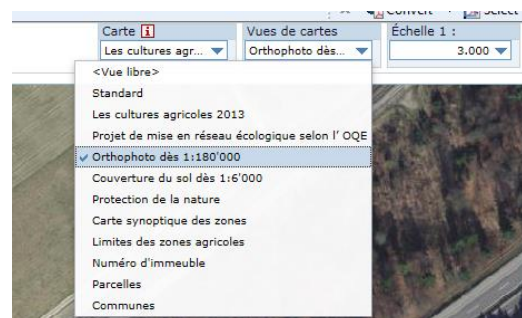 Convert Select
Carte Vues de cartes Échelle 1 :
Les cultures agr... Orthophoto dès... 3.000
<Vue libre>
Standard
Les cultures agricoles 2013
Projet de mise en réseau écologique selon l' OQE
Orthophoto dès 1:180'000
Couverture du sol dès 1:6'000
Protection de la nature
Carte synoptique des zones
Limites des zones agricoles
Numéro d'immeuble
Parcelles
Communes